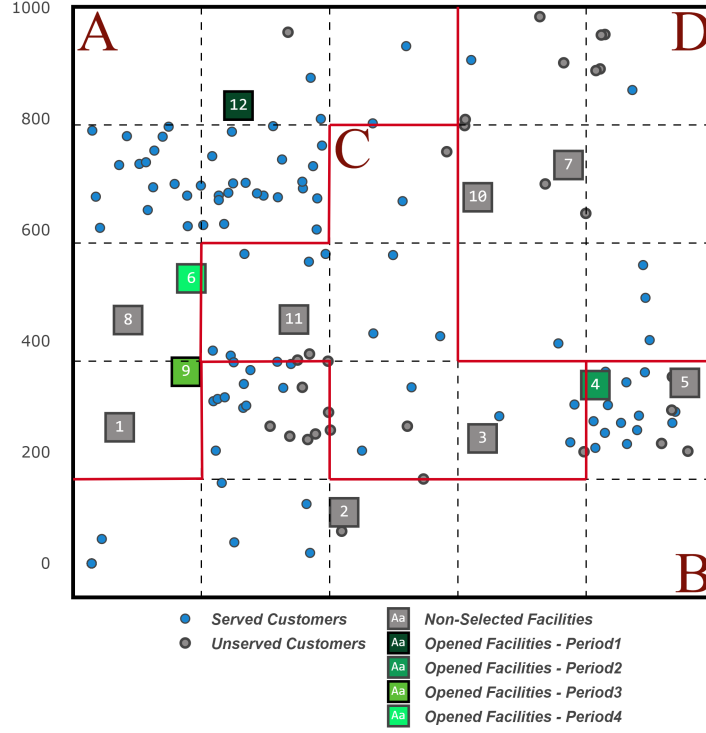 1000
A
D
12
800
C
7
10
600
6
8
11
400
9
4
5
1
3
200
2
0
B
Served Customers
Unserved Customers
Aa Non-Selected Facilities
Aa Opened Facilities - Period1
Aa Opened Facilities - Period2
Aa Opened Facilities - Period3
Aa Opened Facilities - Period4